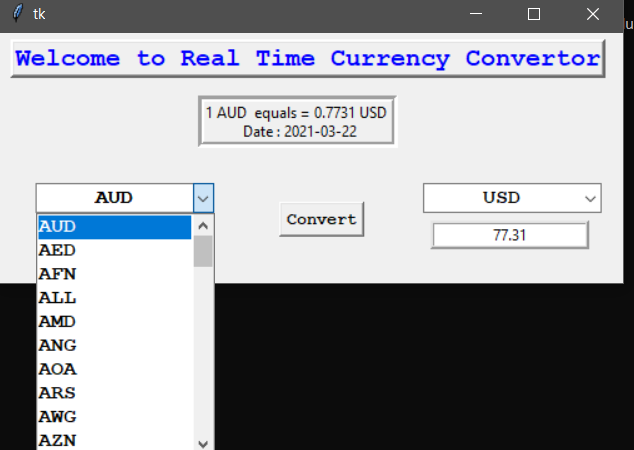 tk
Welcome to Real Time Currency Convertor
1 AUD equals = 0.7731 USD
Date : 2021-03-22
AUD
USD
Convert
77.31
AUD
AED
AFN
ALL
AMD
ANG
AOA
ARS
AWG
AZN